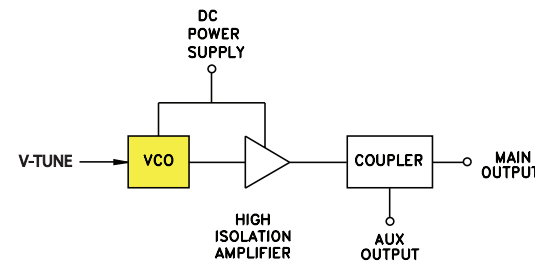 DC
POWER
SUPPLY
V-TUNE
VCO
COUPLER
MAIN
OUTPUT
HIGH
ISOLATION
AMPLIFIER
AUX
OUTPUT